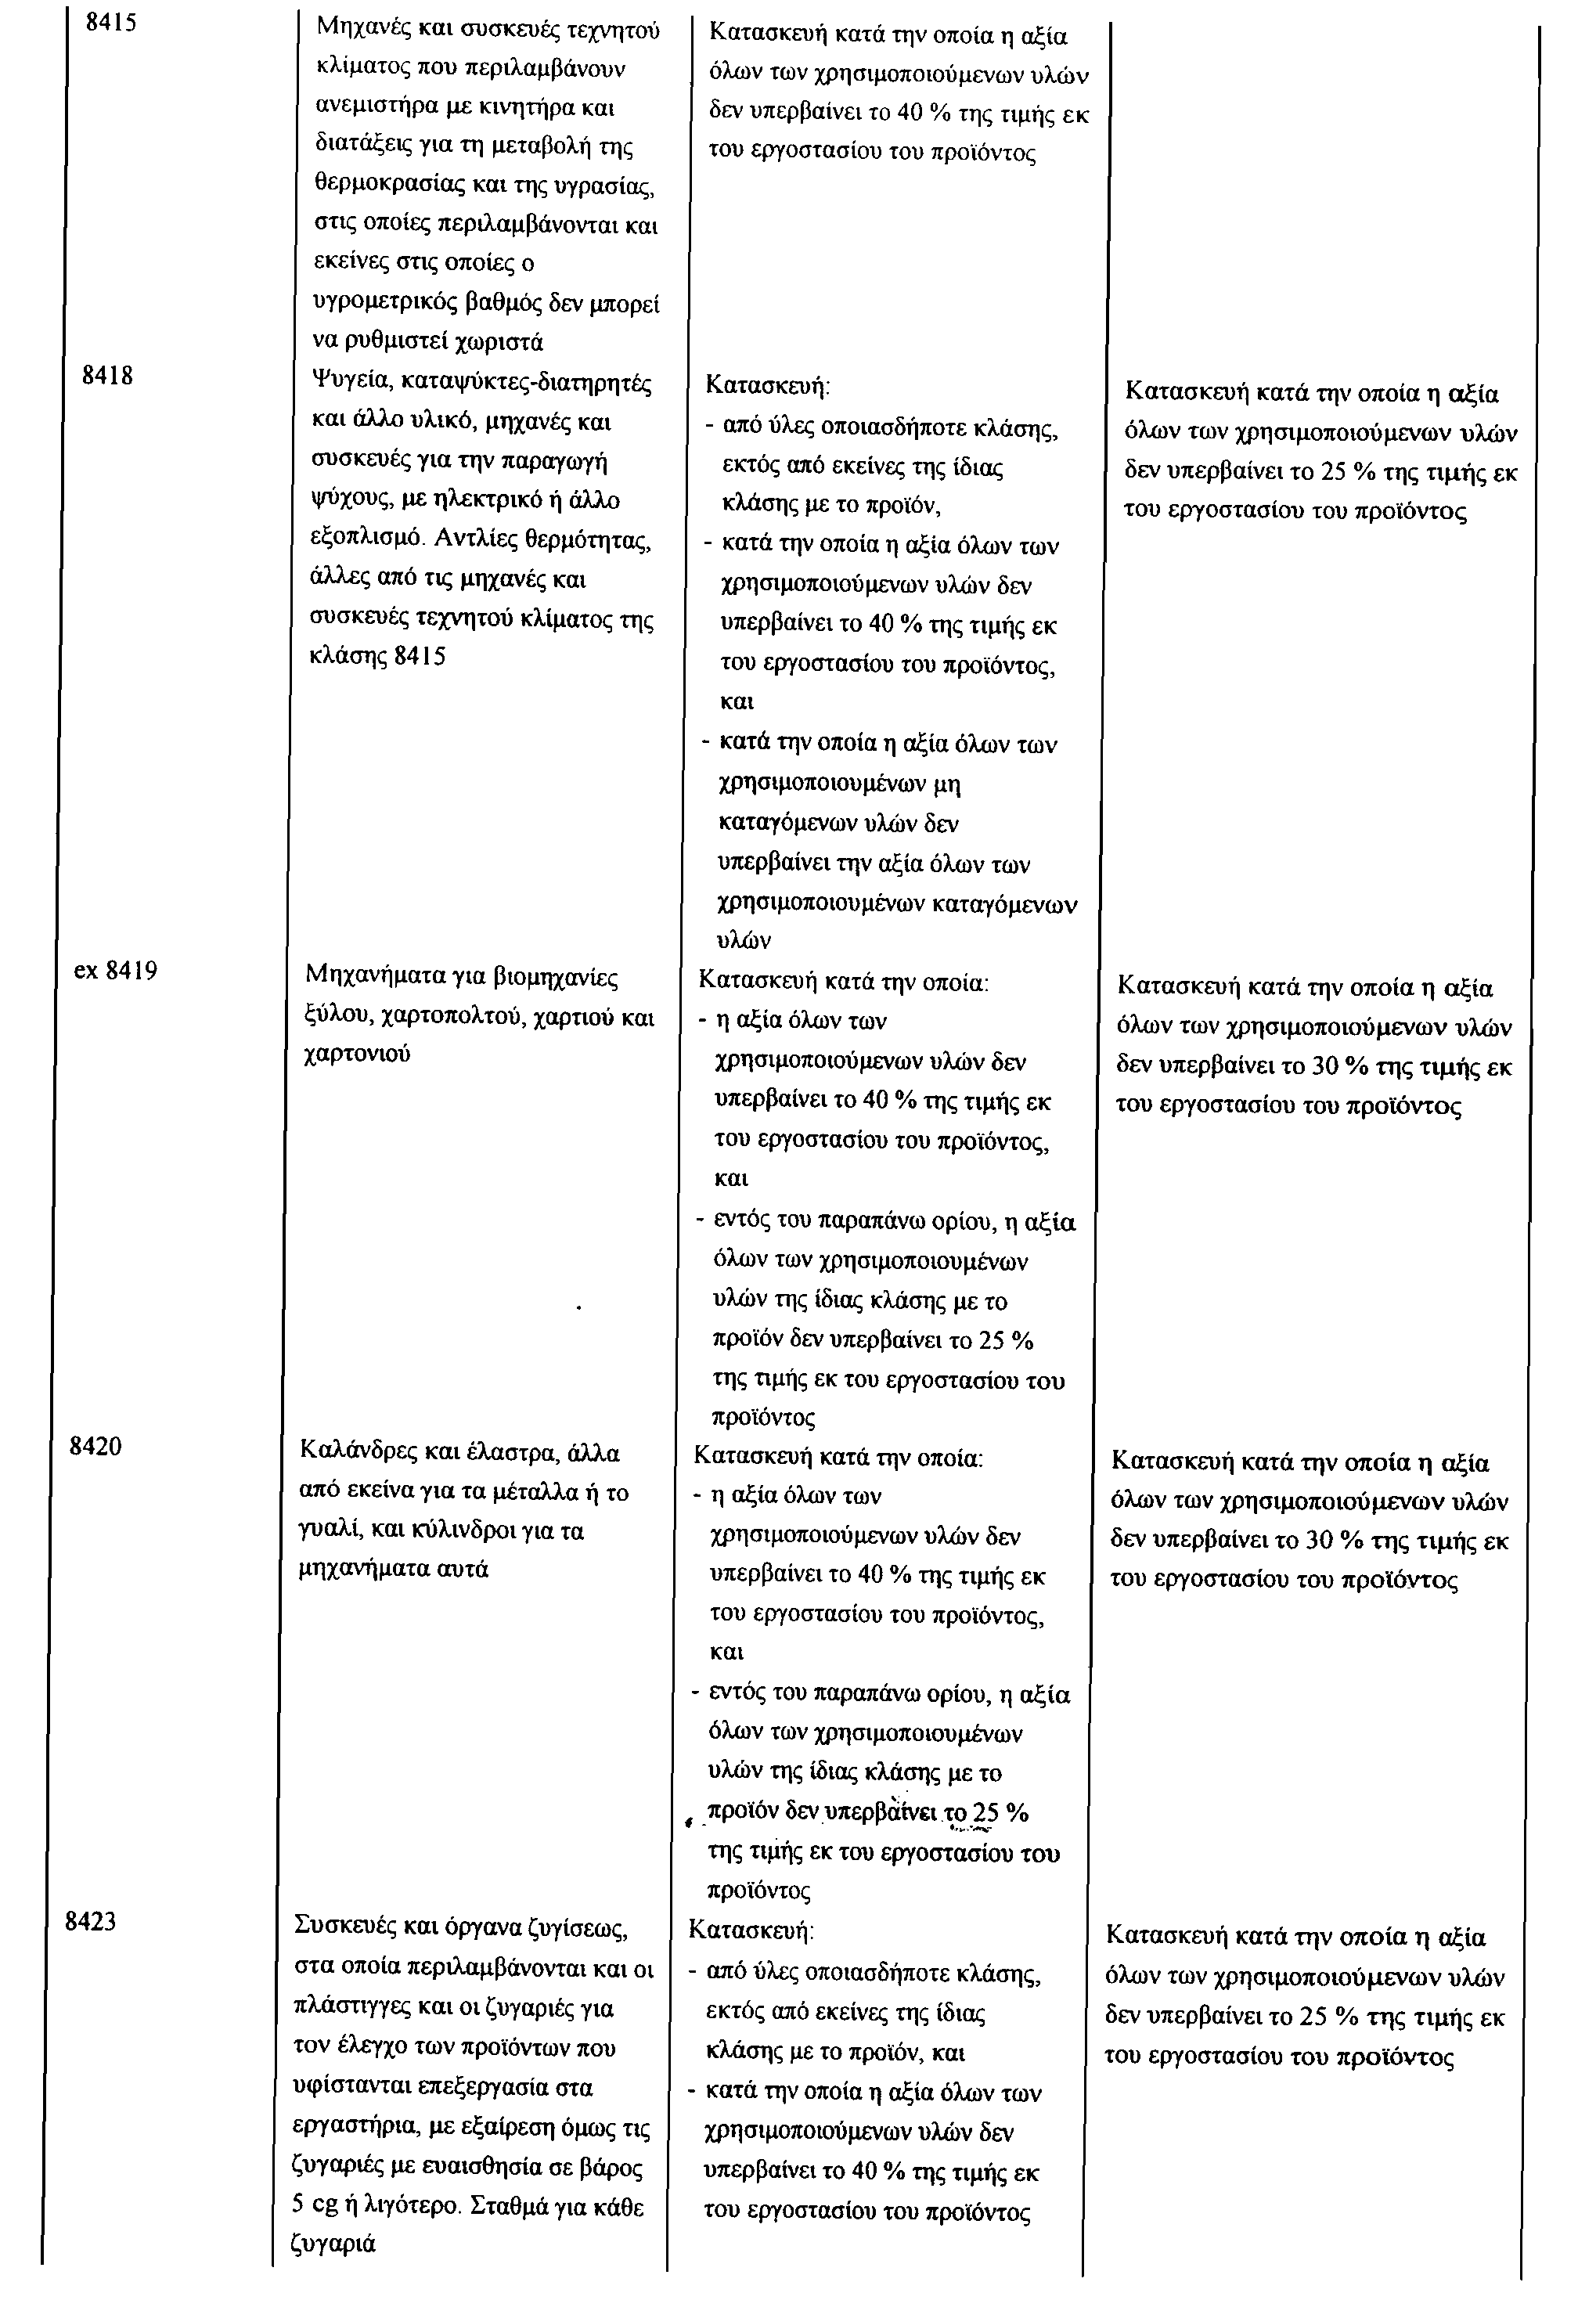 8415
Μηχανές και συσκευές τεχνητού
κλίματος που περιλαμβάνουν
ανεμιστήρα με κινητήρα και
διατάξεις για τη μεταβολή της
θερμοκρασίας και της υγρασίας,
στις οποίες περιλαμβάνονται και
εκείνες στις οποίες ο
υγρομετρικός βαθμός δεν μπορεί
να ρυθμιστεί χωριστά
Κατασκευή κατά την οποία η αξία
όλων των χρησιμοποιούμενων υλών
δεν υπερβαίνει το 40 % της τιμής εκ
του εργοστασίου του προϊόντος
8418
Ψυγεία, καταψύκτες-διατηρητές
και άλλο υλικό, μηχανές και
συσκευές για την παραγωγή
ψύχους, με ηλεκτρικό ή άλλο
εξοπλισμό. Αντλίες θερμότητας,
άλλες από τις μηχανές και
συσκευές τεχνητού κλίματος της
κλάσης 8415
Κατασκευή:
- από ύλες οποιασδήποτε κλάσης,
εκτός από εκείνες της ίδιας
κλάσης με το προϊόν,
- κατά την οποία η αξία όλων των
χρησιμοποιούμενων υλών δεν
υπερβαίνει το 40 % της τιμής εκ
του εργοστασίου του προϊόντος,
και
- κατά την οποία η αξία όλων των
χρησιμοποιουμένων μη
καταγόμενων υλών δεν
υπερβαίνει την αξία όλων των
χρησιμοποιουμένων καταγόμενων
υλών
Κατασκευή κατά την οποία η αξία
όλων των χρησιμοποιούμενων υλών
δεν υπερβαίνει το 25 % της τιμής εκ
του εργοστασίου του προϊόντος
ex 8419
Μηχανήματα για βιομηχανίες
ξύλου, χαρτοπολτού, χαρτιού και
χαρτονιού
Κατασκευή κατά την οποία:
- η αξία όλων των
χρησιμοποιούμενων υλών δεν
υπερβαίνει το 40 % της τιμής εκ
του εργοστασίου του προϊόντος,
και
- εντός του παραπάνω ορίου, η αξία
όλων των χρησιμοποιουμένων
υλών της ίδιας κλάσης με το
προϊόν δεν υπερβαίνει το 25 %
της τιμής εκ του εργοστασίου του
προϊόντος
Κατασκευή κατά την οποία η αξία
όλων των χρησιμοποιούμενων υλών
δεν υπερβαίνει το 30 % της τιμής εκ
του εργοστασίου του προϊόντος
8420
Καλάνδρες και έλαστρα, άλλα
από εκείνα για τα μέταλλα ή το
γυαλί, και κύλινδροι για τα
μηχανήματα αυτά
Κατασκευή κατά την οποία:
- η αξία όλων των
χρησιμοποιούμενων υλών δεν
υπερβαίνει το 40 % της τιμής εκ
του εργοστασίου του προϊόντος,
και
- εντός του παραπάνω ορίου, η αξία
όλων των χρησιμοποιουμένων
υλών της ίδιας κλάσης με το
προϊόν δεν υπερβαίνει το 25 %
της τιμής εκ του εργοστασίου του
προϊόντος
Κατασκευή κατά την οποία η αξία
όλων των χρησιμοποιούμενων υλών
δεν υπερβαίνει το 30 % της τιμής εκ
του εργοστασίου του προϊόντος
8423
Συσκευές και όργανα ζυγίσεως,
στα οποία περιλαμβάνονται και οι
πλάστιγγες και οι ζυγαριές για
τον έλεγχο των προϊόντων που
υφίστανται επεξεργασία στα
εργαστήρια, με εξαίρεση όμως τις
ζυγαριές με ευαισθησία σε βάρος
5 cg ή λιγότερο. Σταθμά για κάθε
ζυγαριά
Κατασκευή:
- από ύλες οποιασδήποτε κλάσης,
εκτός από εκείνες της ίδιας
κλάσης με το προϊόν, και
- κατά την οποία η αξία όλων των
χρησιμοποιούμενων υλών δεν
υπερβαίνει το 40 % της τιμής εκ
του εργοστασίου του προϊόντος
Κατασκευή κατά την οποία η αξία
όλων των χρησιμοποιούμενων υλών
δεν υπερβαίνει το 25 % της τιμής εκ
του εργοστασίου του προϊόντος